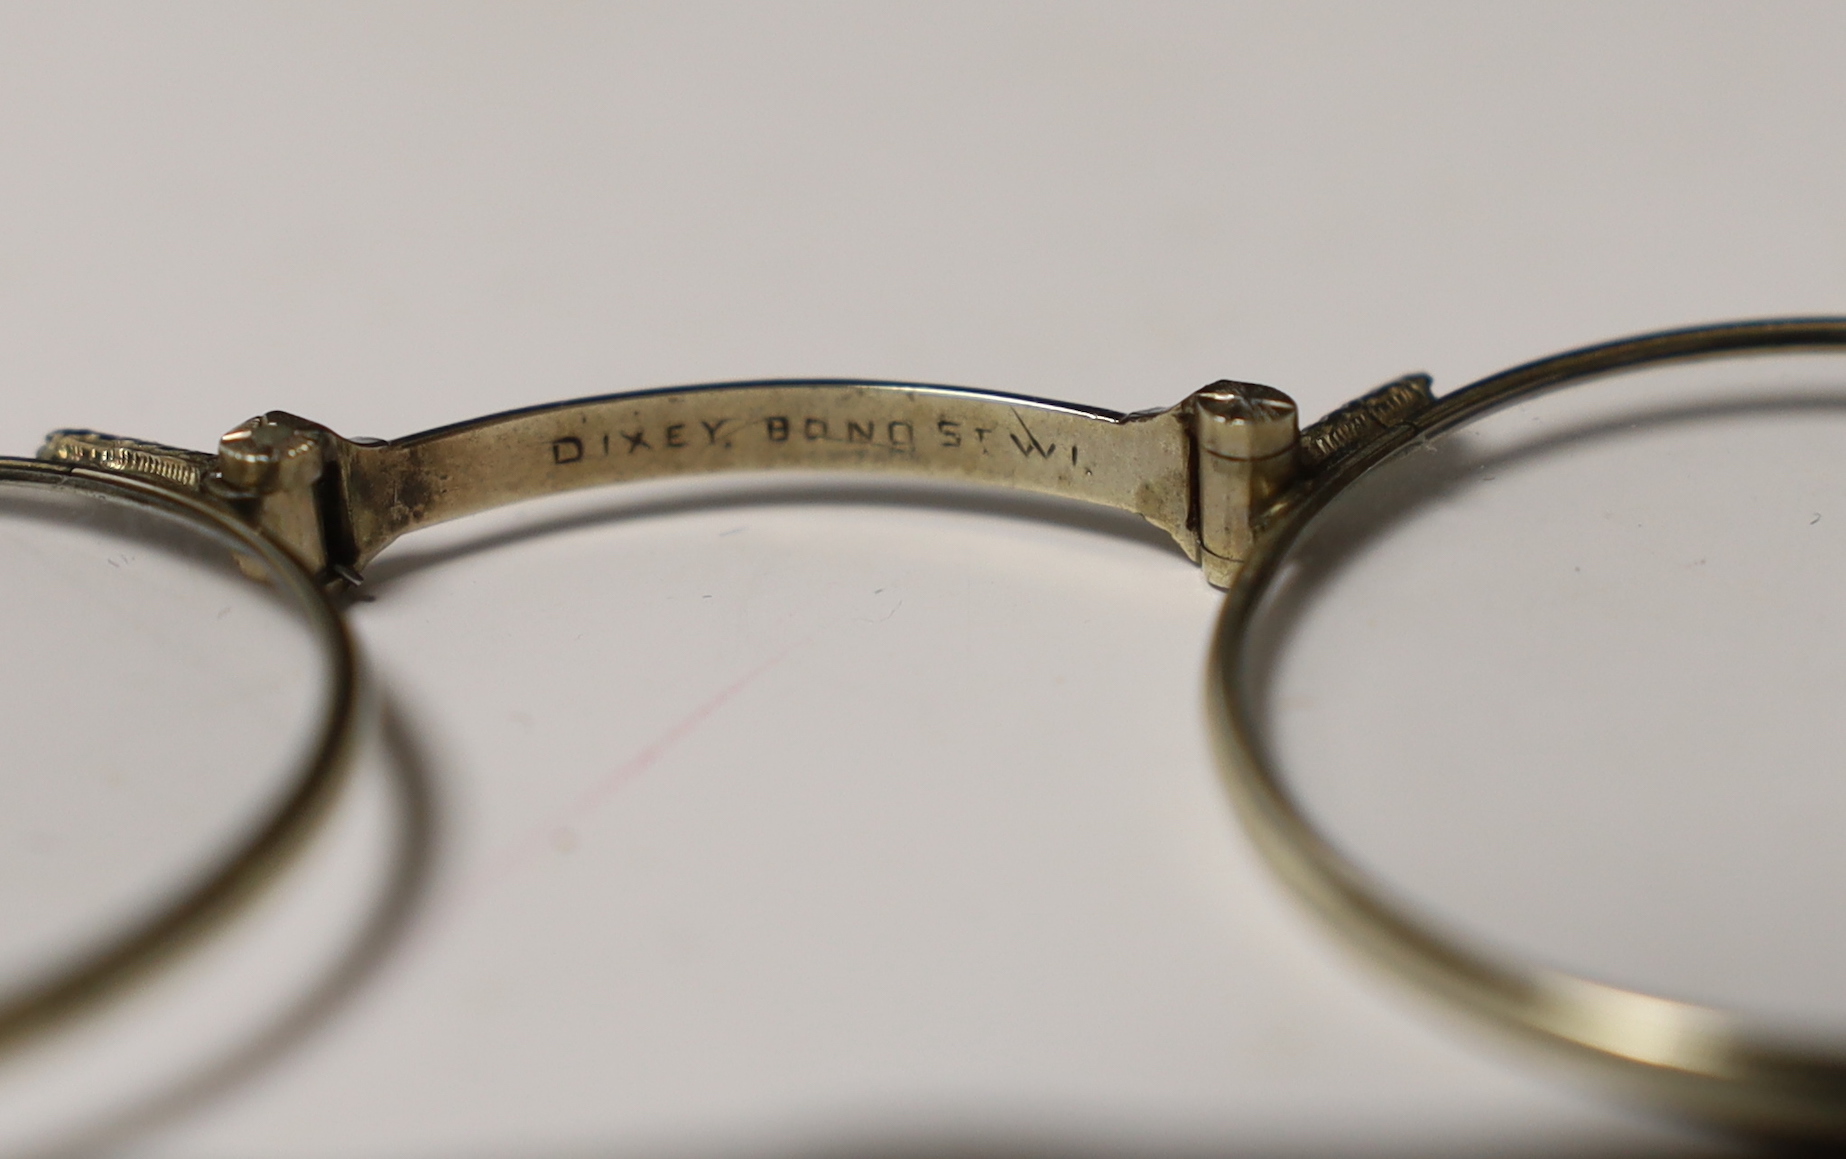 DIXEY, BOND ST. W1.